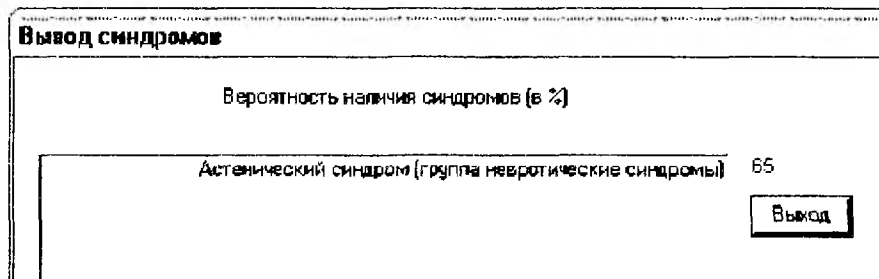 Вывод синдромов
Вероятность наличия синдромов (в %)
Астенический синдром (группа невротические синдромы) 65
Выход